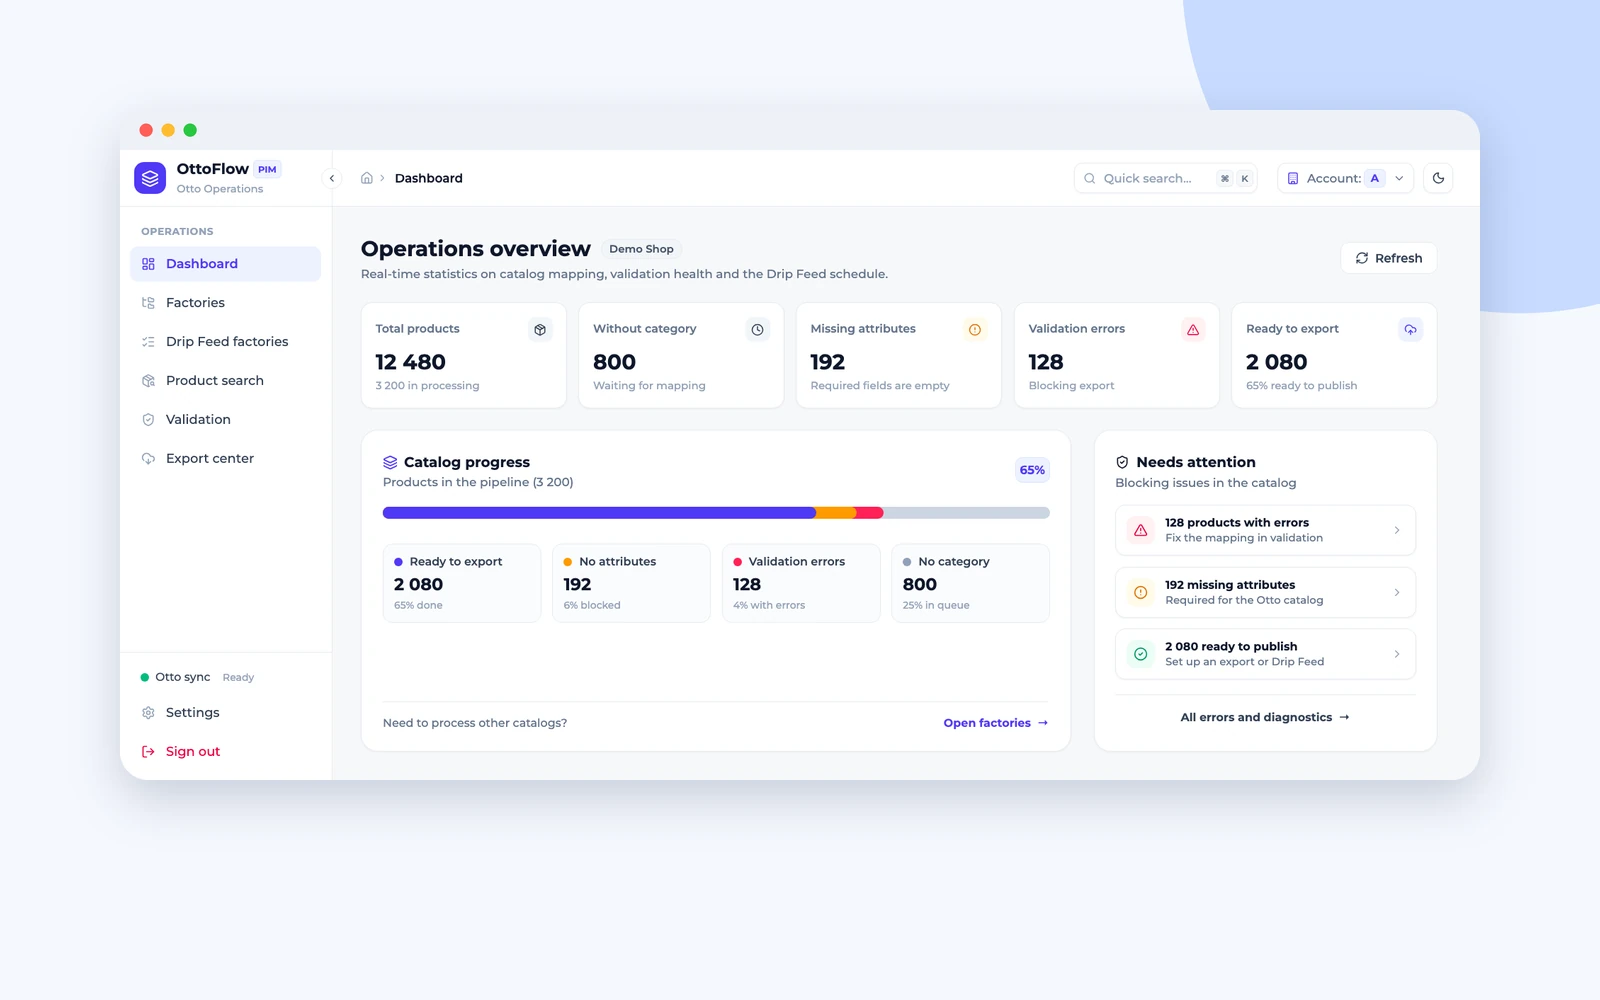 OttoFlow PIM
Otto Operations
Dashboard
Quick search... ⌘ K
Account: A
OPERATIONS
Dashboard
Factories
Drip Feed factories
Product search
Validation
Export center
Otto sync Ready
Settings
Sign out
Operations overview Demo Shop
Real-time statistics on catalog mapping, validation health and the Drip Feed schedule.
Refresh
Total products
12 480
3 200 in processing
Without category
800
Waiting for mapping
Missing attributes
192
Required fields are empty
Validation errors
128
Blocking export
Ready to export
2 080
65% ready to publish
Catalog progress
Products in the pipeline (3 200)
65%
Ready to export
2 080
65% done
No attributes
192
6% blocked
Validation errors
128
4% with errors
No category
800
25% in queue
Need to process other catalogs?
Open factories →
Needs attention
Blocking issues in the catalog
128 products with errors
Fix the mapping in validation
192 missing attributes
Required for the Otto catalog
2 080 ready to publish
Set up an export or Drip Feed
All errors and diagnostics →